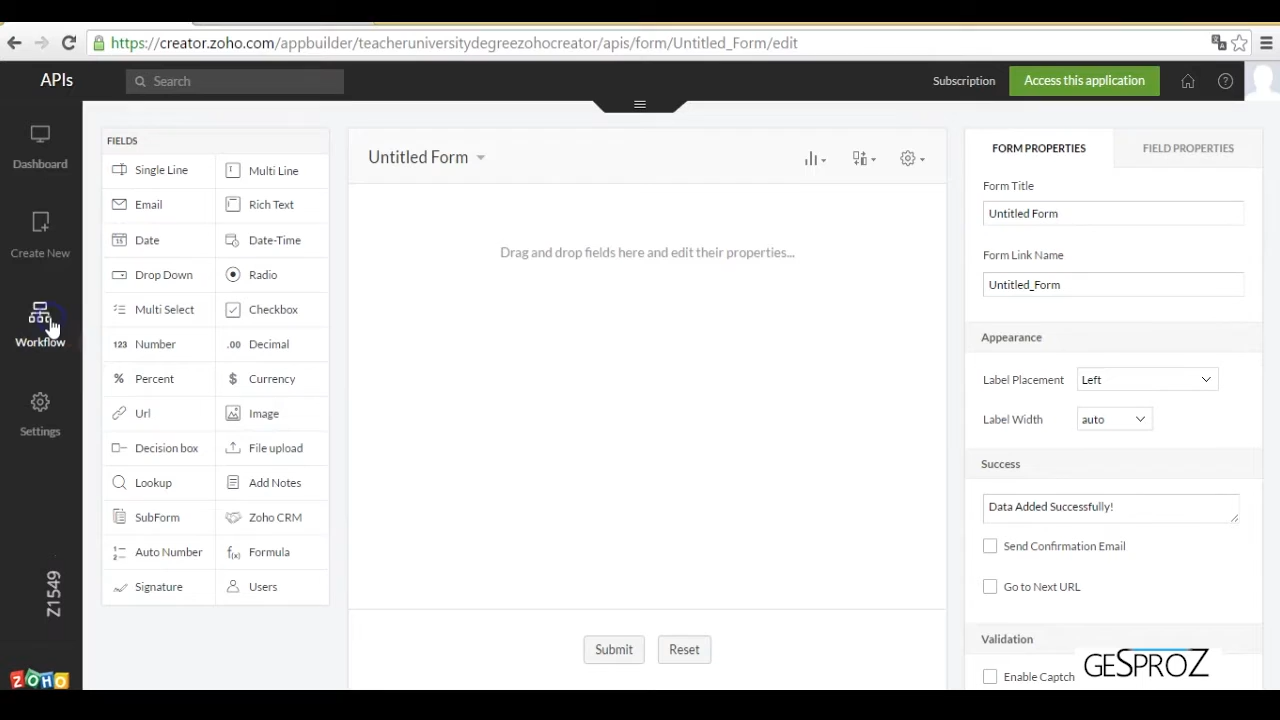 https://creator.zoho.com/appbuilder/teacheruniversitydegreezohocreator/apis/form/Untitled_Form/edit
APIs
Search
Subscription
Access this application
Dashboard
Create New
Workflow
Settings
Z1549
ZOHO
FIELDS
Single Line
Multi Line
Email
Rich Text
Date
Date-Time
Drop Down
Radio
Multi Select
Checkbox
123 Number
.00 Decimal
% Percent
$ Currency
Url
Image
Decision box
File upload
Lookup
Add Notes
SubForm
Zoho CRM
Auto Number
f(x) Formula
Signature
Users
Untitled Form
Drag and drop fields here and edit their properties...
Submit
Reset
FORM PROPERTIES
FIELD PROPERTIES
Form Title
Untitled Form
Form Link Name
Untitled_Form
Appearance
Label Placement
Left
Label Width
auto
Success
Data Added Successfully!
Send Confirmation Email
Go to Next URL
Validation
Enable Captch
GESPROZ